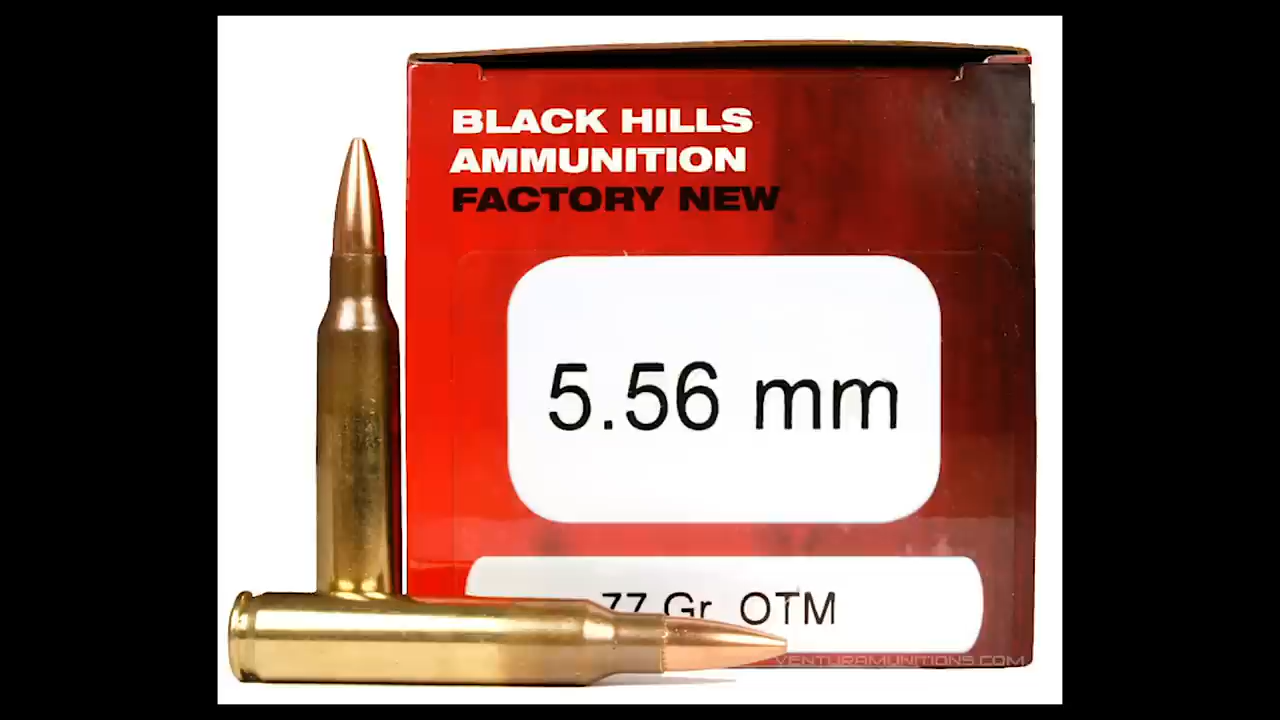 BLACK HILLS
AMMUNITION
FACTORY NEW
5.56 mm
77 Gr. OTM
VENTURAMUNITIONS.COM